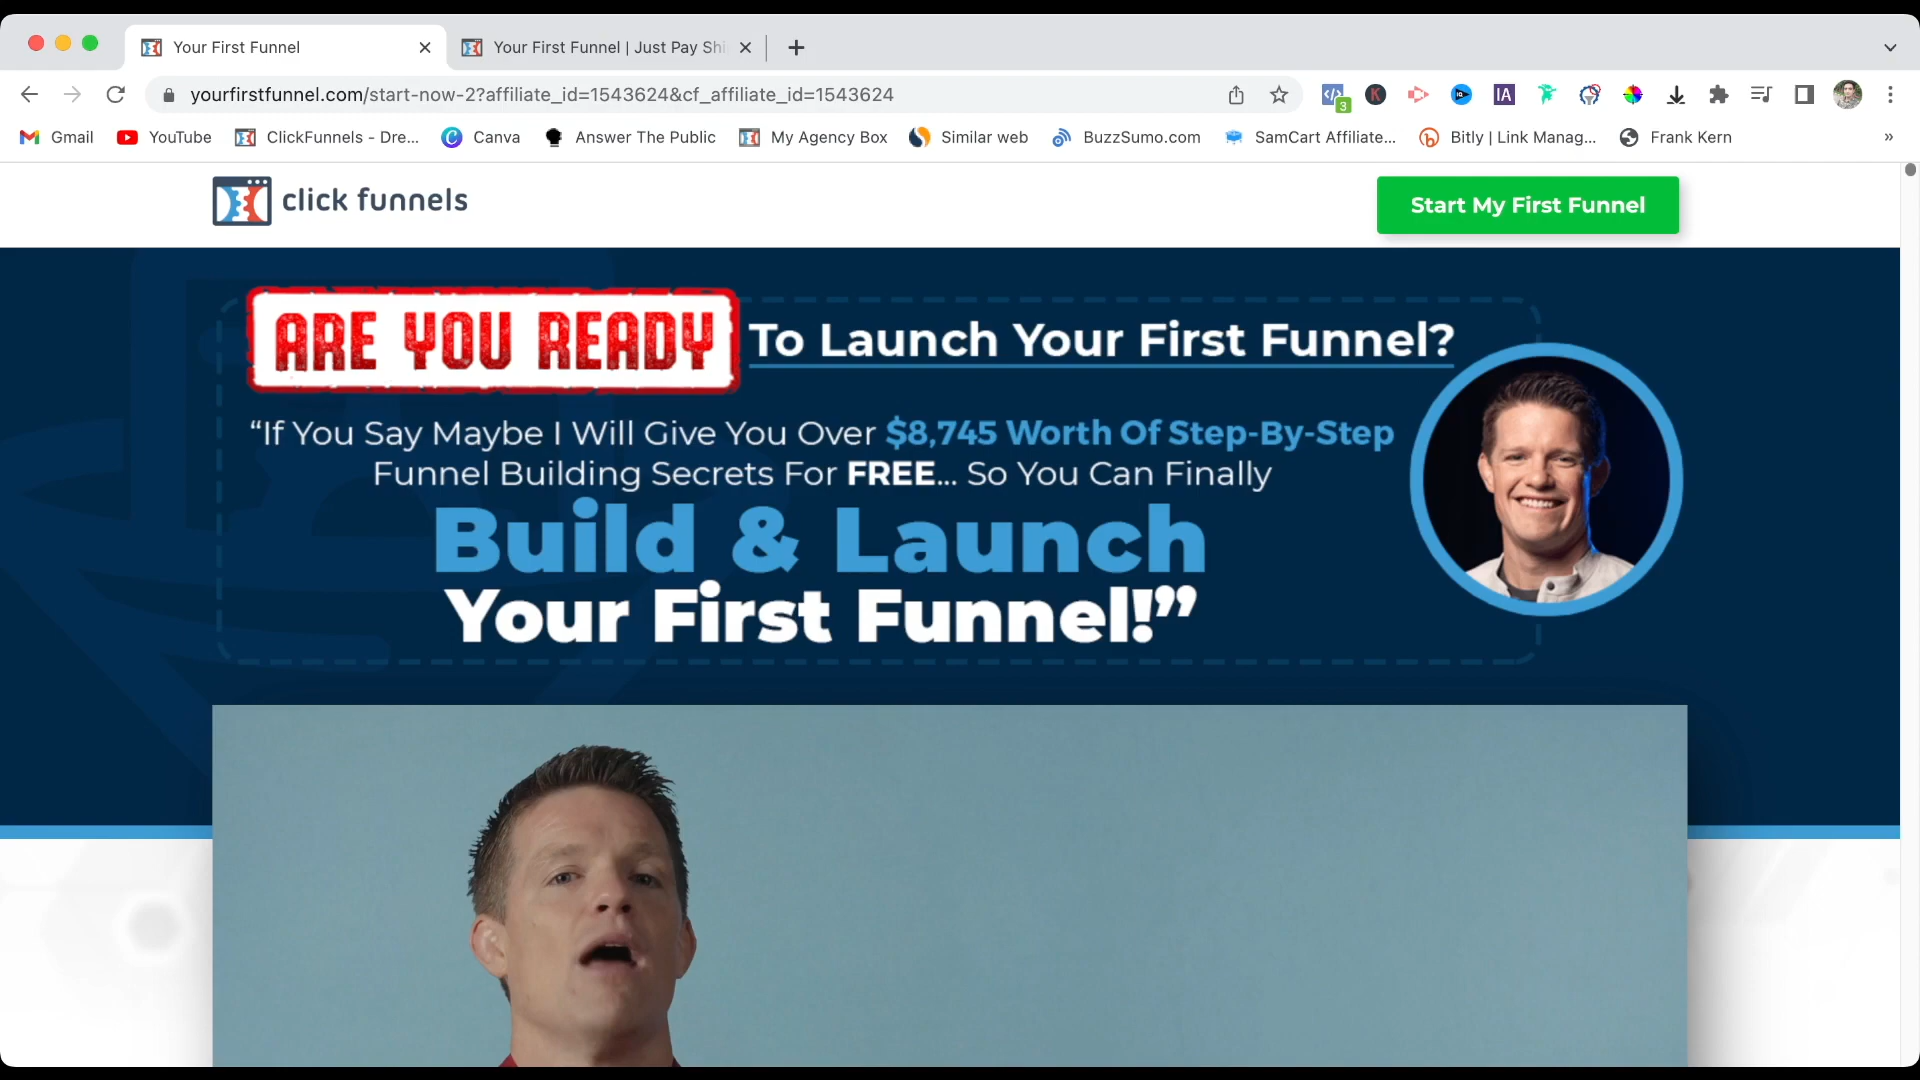 Your First Funnel
Your First Funnel | Just Pay Shi
yourfirstfunnel.com/start-now-2?affiliate_id=1543624&cf_affiliate_id=1543624
3
K
IA
Gmail
YouTube
ClickFunnels - Dre...
Canva
Answer The Public
My Agency Box
Similar web
BuzzSumo.com
SamCart Affiliate...
Bitly | Link Manag...
Frank Kern
»
click funnels
Start My First Funnel
ARE YOU READY To Launch Your First Funnel?
“If You Say Maybe I Will Give You Over $8,745 Worth Of Step-By-Step
Funnel Building Secrets For FREE... So You Can Finally
Build & Launch
Your First Funnel!”